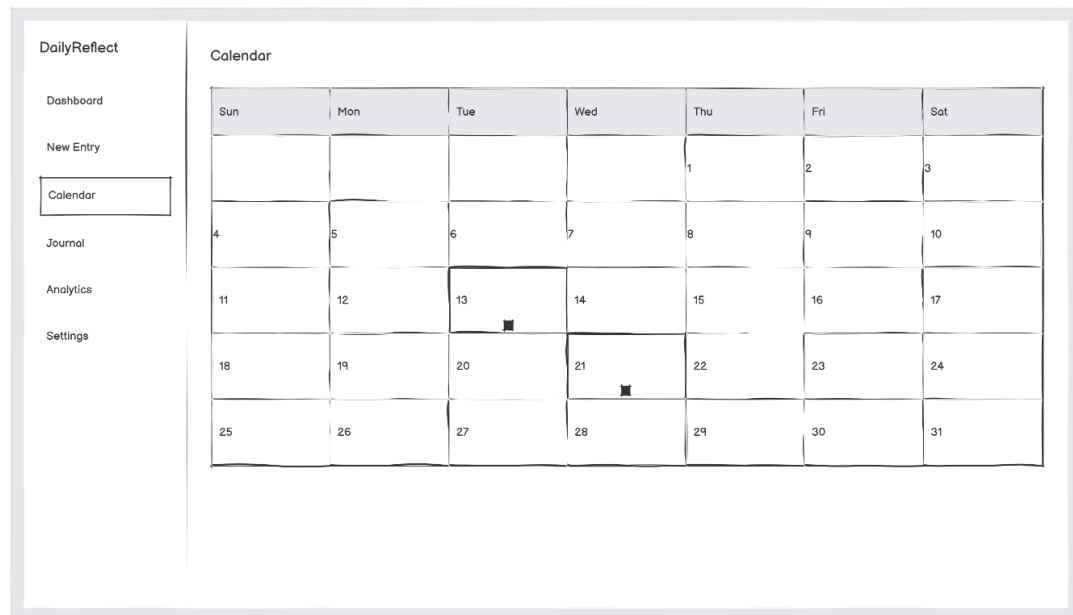 DailyReflect
Dashboard
New Entry
Calendar
Journal
Analytics
Settings
Calendar
Sun Mon Tue Wed Thu Fri Sat
1 2 3
4 5 6 7 8 9 10
11 12 13 14 15 16 17
18 19 20 21 22 23 24
25 26 27 28 29 30 31